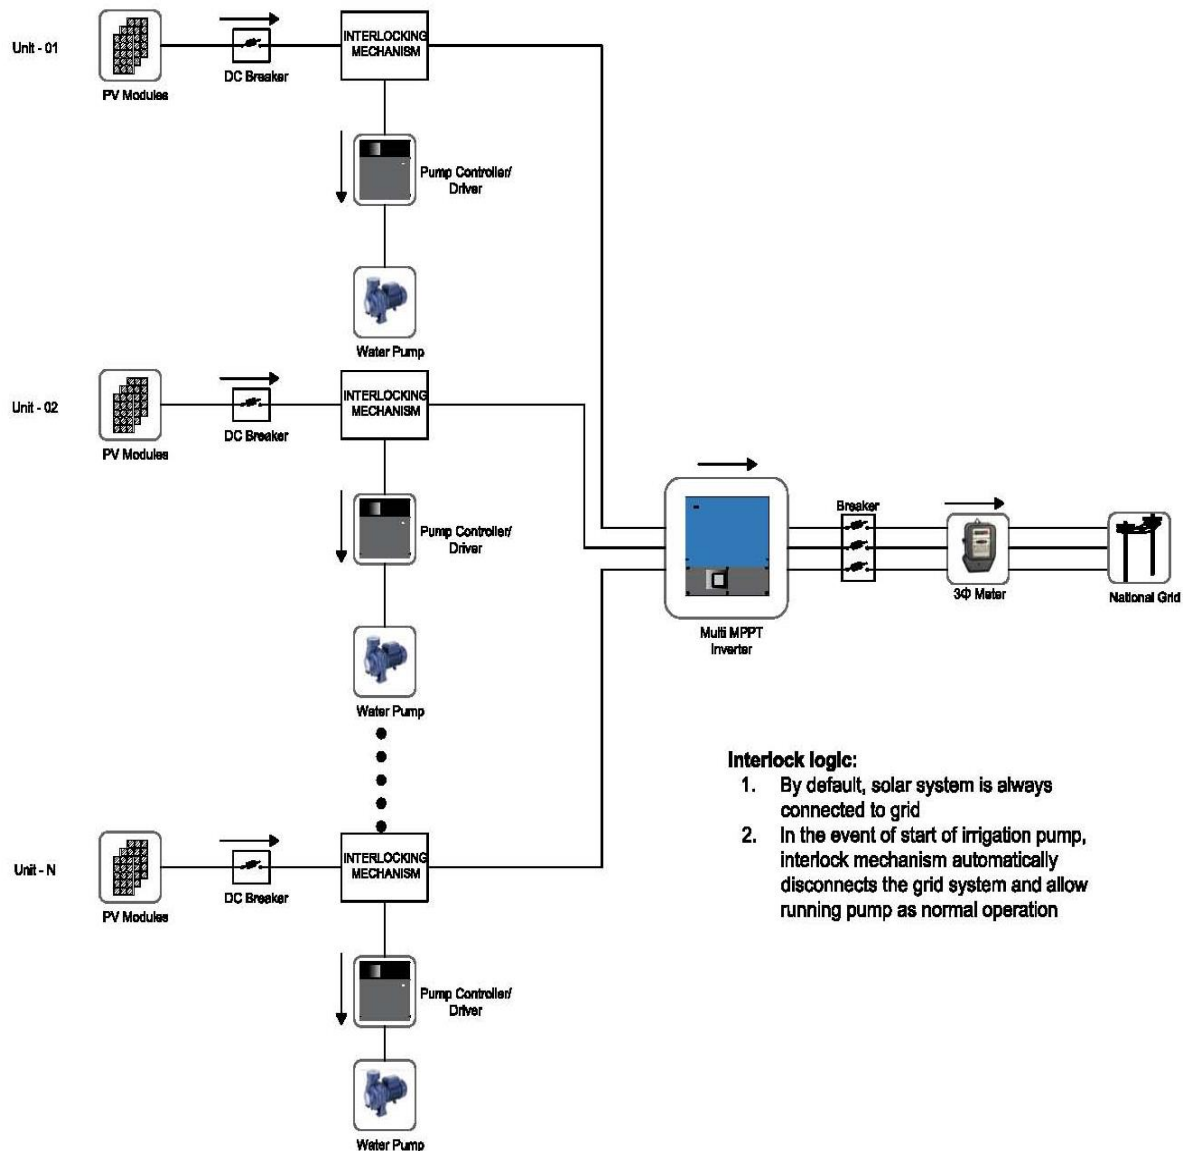 Unit - 01
PV Modules
DC Breaker
INTERLOCKING
MECHANISM
Pump Controller/
Driver
Water Pump
Unit - 02
PV Modules
DC Breaker
INTERLOCKING
MECHANISM
Pump Controller/
Driver
Water Pump
Multi MPPT
Inverter
Breaker
3Φ Meter
National Grid
Interlock logic:
1. By default, solar system is always
connected to grid
2. In the event of start of irrigation pump,
interlock mechanism automatically
disconnects the grid system and allow
running pump as normal operation
Unit - N
PV Modules
DC Breaker
INTERLOCKING
MECHANISM
Pump Controller/
Driver
Water Pump